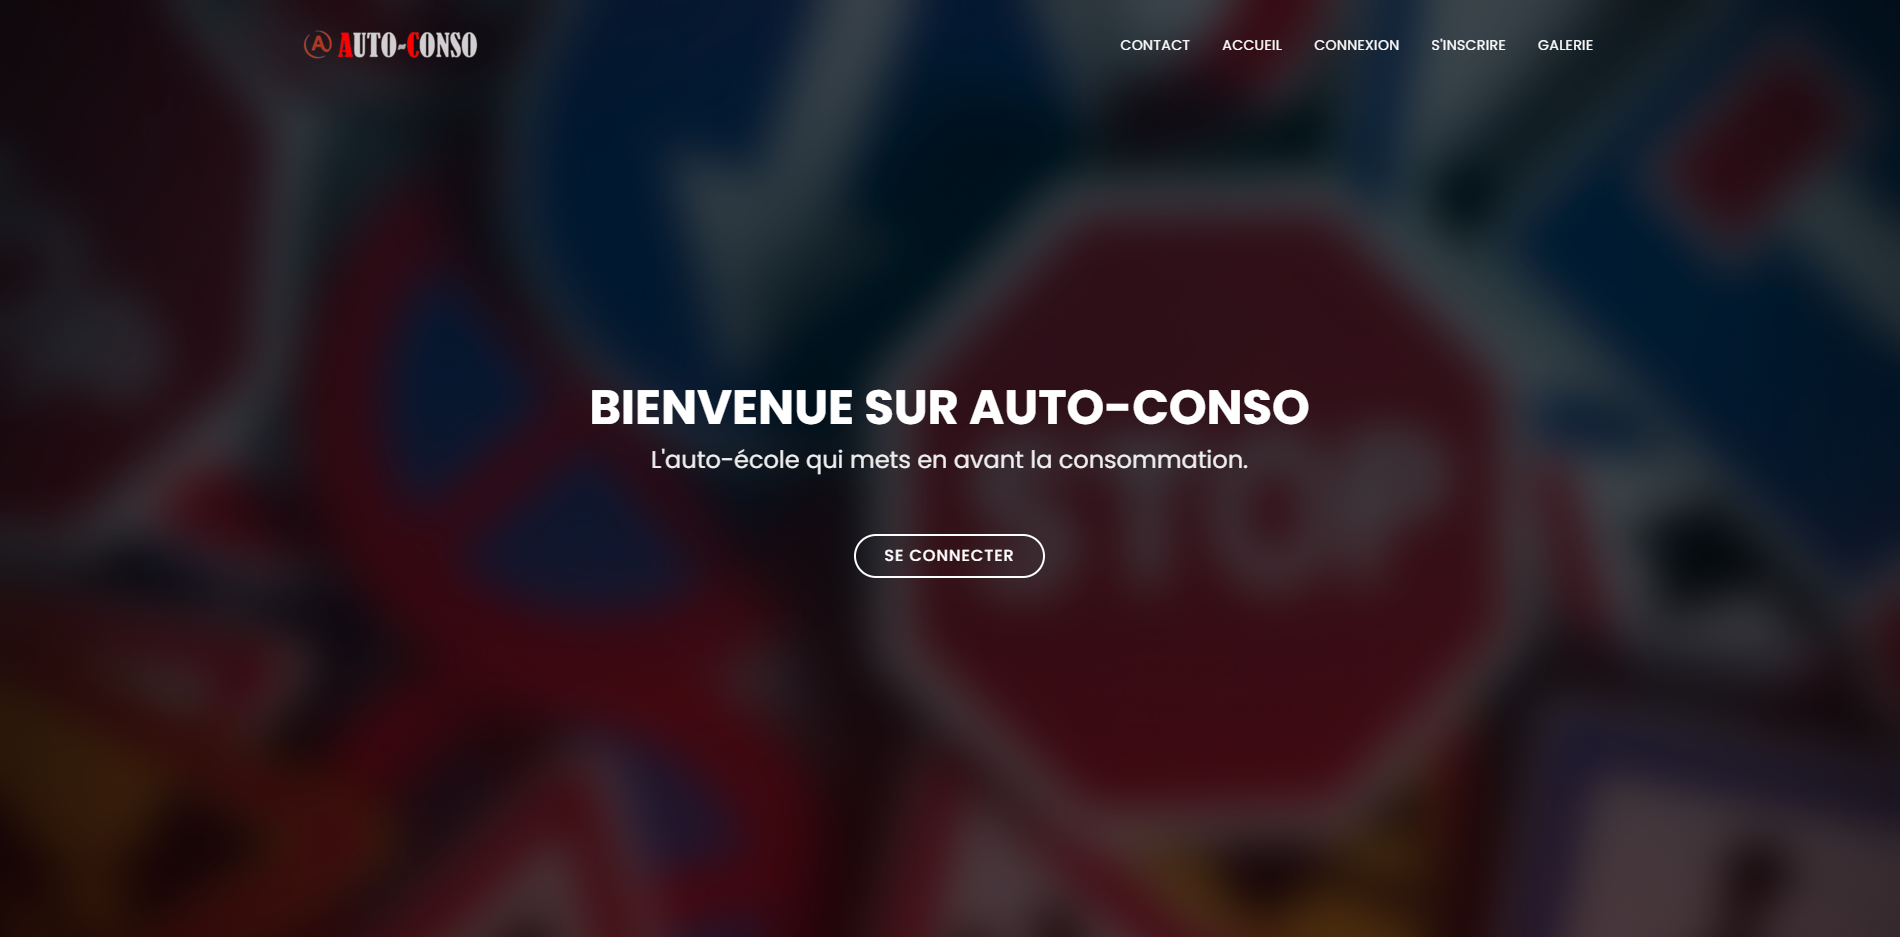 AUTO-CONSO
CONTACT ACCUEIL CONNEXION S'INSCRIRE GALERIE
BIENVENUE SUR AUTO-CONSO
L'auto-école qui mets en avant la consommation.
SE CONNECTER
STOP